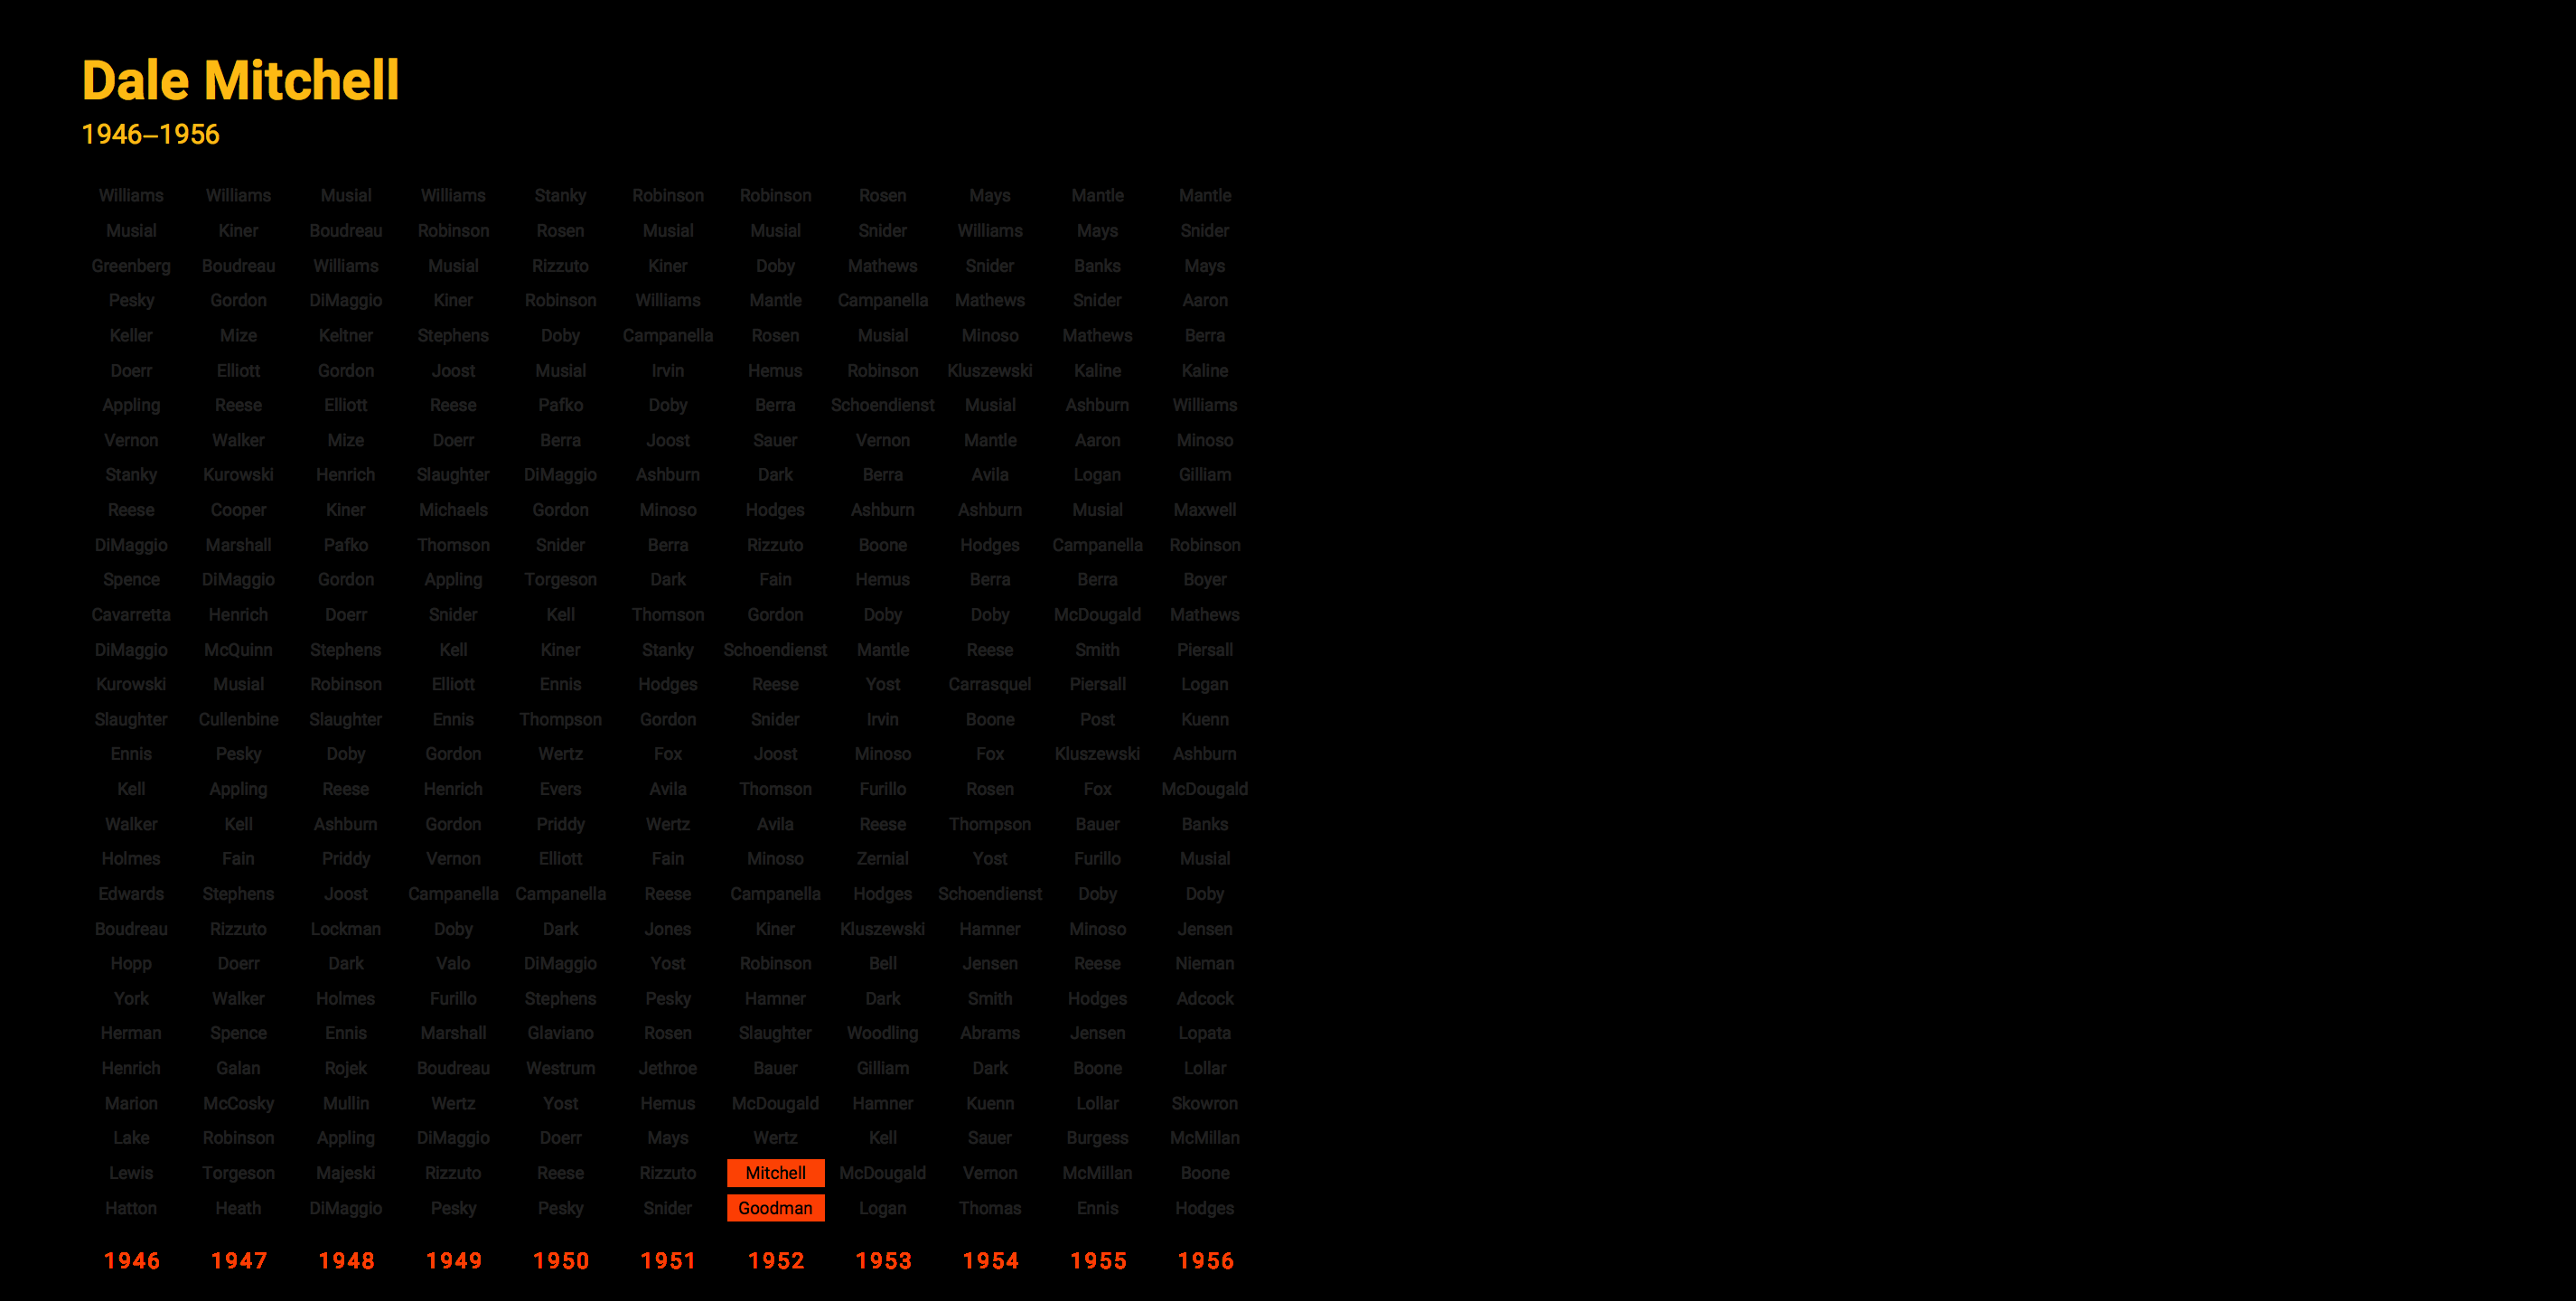 Dale Mitchell
1946–1956
Williams Williams Musial Williams Stanky Robinson Robinson Rosen Mays Mantle Mantle
Musial Kiner Boudreau Robinson Rosen Musial Musial Snider Williams Mays Snider
Greenberg Boudreau Williams Musial Rizzuto Kiner Doby Mathews Snider Banks Mays
Pesky Gordon DiMaggio Kiner Robinson Williams Mantle Campanella Mathews Snider Aaron
Keller Mize Keltner Stephens Doby Campanella Rosen Musial Minoso Mathews Berra
Doerr Elliott Gordon Joost Musial Irvin Hemus Robinson Kluszewski Kaline Kaline
Appling Reese Elliott Reese Pafko Doby Berra Schoendienst Musial Ashburn Williams
Vernon Walker Mize Doerr Berra Joost Sauer Vernon Mantle Aaron Minoso
Stanky Kurowski Henrich Slaughter DiMaggio Ashburn Dark Berra Avila Logan Gilliam
Reese Cooper Kiner Michaels Gordon Minoso Hodges Ashburn Ashburn Musial Maxwell
DiMaggio Marshall Pafko Thomson Snider Berra Rizzuto Boone Hodges Campanella Robinson
Spence DiMaggio Gordon Appling Torgeson Dark Fain Hemus Berra Berra Boyer
Cavarretta Henrich Doerr Snider Kell Thomson Gordon Doby Doby McDougald Mathews
DiMaggio McQuinn Stephens Kell Kiner Stanky Schoendienst Mantle Reese Smith Piersall
Kurowski Musial Robinson Elliott Ennis Hodges Reese Yost Carrasquel Piersall Logan
Slaughter Cullenbine Slaughter Ennis Thompson Gordon Snider Irvin Boone Post Kuenn
Ennis Pesky Doby Gordon Wertz Fox Joost Minoso Fox Kluszewski Ashburn
Kell Appling Reese Henrich Evers Avila Thomson Furillo Rosen Fox McDougald
Walker Kell Ashburn Gordon Priddy Wertz Avila Reese Thompson Bauer Banks
Holmes Fain Priddy Vernon Elliott Fain Minoso Zernial Yost Furillo Musial
Edwards Stephens Joost Campanella Campanella Reese Campanella Hodges Schoendienst Doby Doby
Boudreau Rizzuto Lockman Doby Dark Jones Kiner Kluszewski Hamner Minoso Jensen
Hopp Doerr Dark Valo DiMaggio Yost Robinson Bell Jensen Reese Nieman
York Walker Holmes Furillo Stephens Pesky Hamner Dark Smith Hodges Adcock
Herman Spence Ennis Marshall Glaviano Rosen Slaughter Woodling Abrams Jensen Lopata
Henrich Galan Rojek Boudreau Westrum Jethroe Bauer Gilliam Dark Boone Lollar
Marion McCosky Mullin Wertz Yost Hemus McDougald Hamner Kuenn Lollar Skowron
Lake Robinson Appling DiMaggio Doerr Mays Wertz Kell Sauer Burgess McMillan
Lewis Torgeson Majeski Rizzuto Reese Rizzuto Mitchell McDougald Vernon McMillan Boone
Hatton Heath DiMaggio Pesky Pesky Snider Goodman Logan Thomas Ennis Hodges
1946 1947 1948 1949 1950 1951 1952 1953 1954 1955 1956